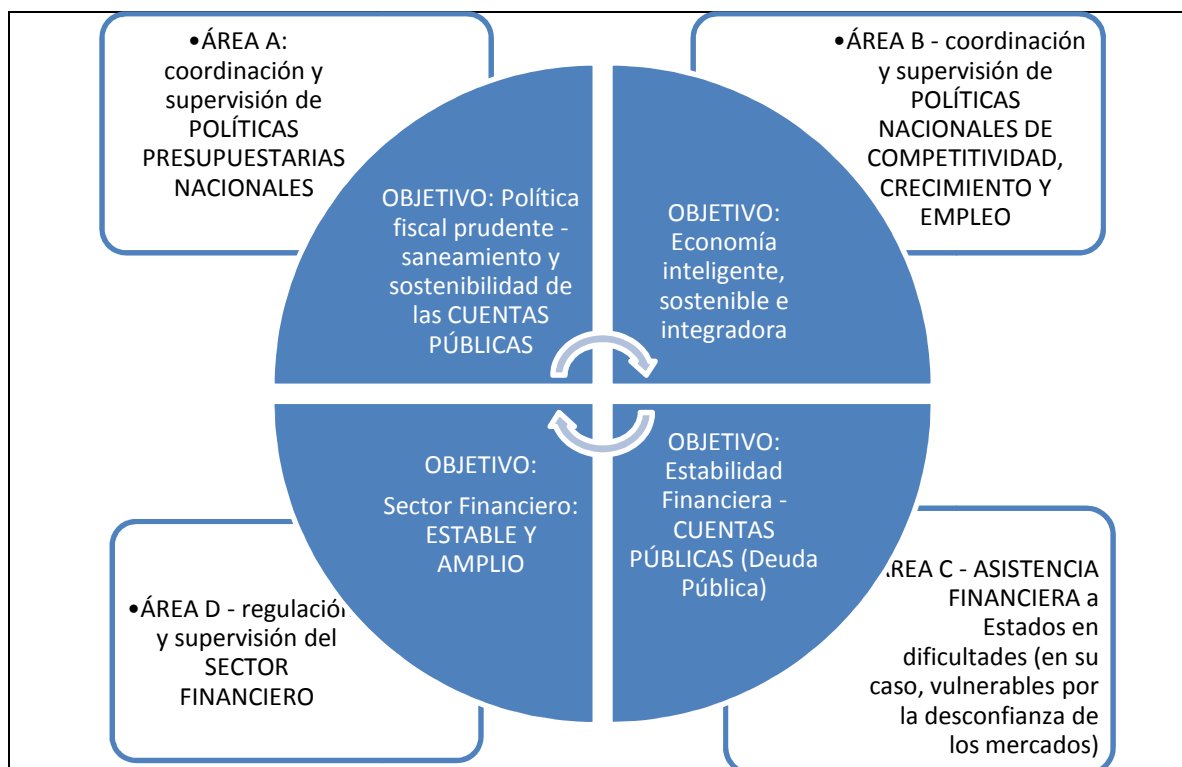 •ÁREA A:
coordinación y
supervisión de
POLÍTICAS
PRESUPUESTARIAS
NACIONALES
•ÁREA B - coordinación
y supervisión de
POLÍTICAS
NACIONALES DE
COMPETITIVIDAD,
CRECIMIENTO Y
EMPLEO
OBJETIVO: Política
fiscal prudente -
saneamiento y
sostenibilidad de
las CUENTAS
PÚBLICAS
OBJETIVO:
Economía
inteligente,
sostenible e
integradora
OBJETIVO:
Sector Financiero:
ESTABLE Y
AMPLIO
OBJETIVO:
Estabilidad
Financiera -
CUENTAS
PÚBLICAS (Deuda
Pública)
•ÁREA D - regulación
y supervisión del
SECTOR
FINANCIERO
ÁREA C - ASISTENCIA
FINANCIERA a
Estados en
dificultades (en su
caso, vulnerables por
la desconfianza de
los mercados)